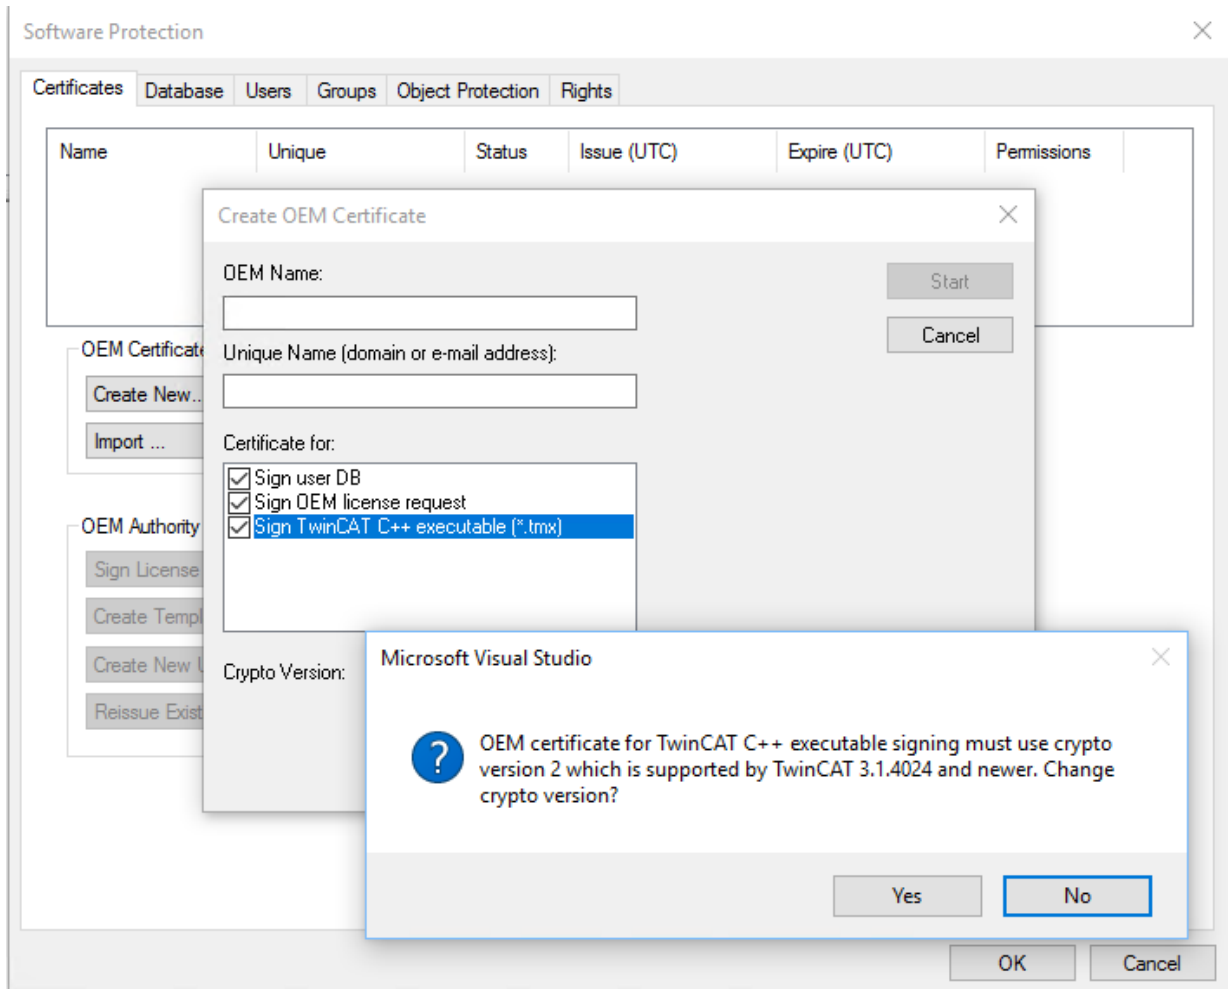 Software Protection
Certificates Database Users Groups Object Protection Rights
Name Unique Status Issue (UTC) Expire (UTC) Permissions
Create OEM Certificate
OEM Name:
Start
Cancel
OEM Certificate
Unique Name (domain or e-mail address):
Create New..
Import ...
Certificate for:
Sign user DB
Sign OEM license request
Sign TwinCAT C++ executable (*.tmx)
OEM Authority
Sign License
Create Templ
Create New U
Reissue Exist
Crypto Version:
Microsoft Visual Studio
OEM certificate for TwinCAT C++ executable signing must use crypto
version 2 which is supported by TwinCAT 3.1.4024 and newer. Change
crypto version?
Yes No
OK Cancel